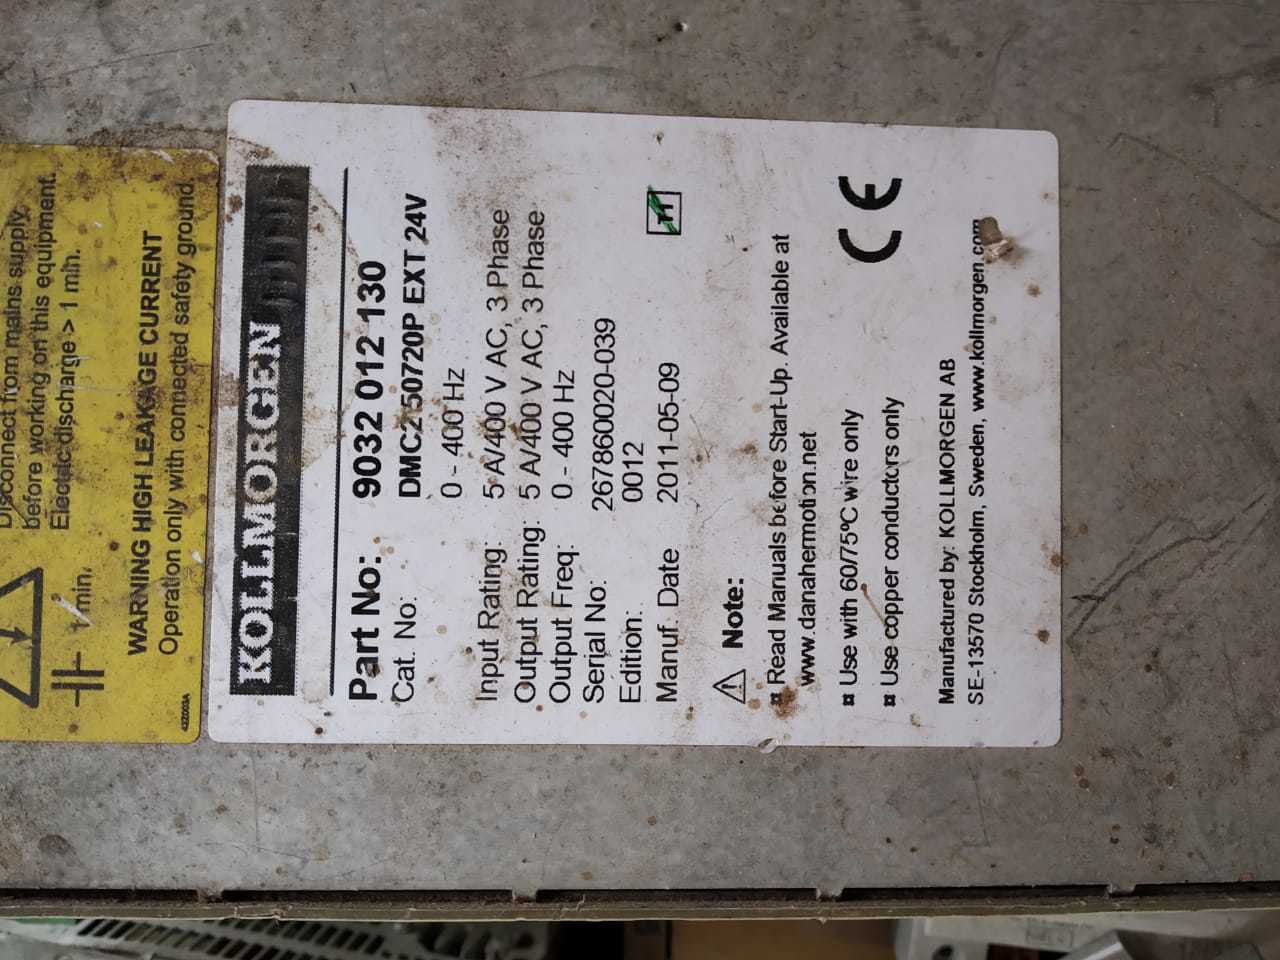 Disconnect from mains supply
before working on this equipment.
Electric discharge > 1 min.
/min.
WARNING HIGH LEAKAGE CURRENT
Operation only with connected safety ground.
KOLLMORGEN
Part No: 9032 012 130
Cat. No: DMC2 50720P EXT 24V
0 - 400 Hz
Input Rating: 5 A/400 V AC, 3 Phase
Output Rating: 5 A/400 V AC, 3 Phase
Output Freq: 0 - 400 Hz
Serial No: 2678600020-039
Edition: 0012
Manuf. Date 2011-05-09
Note:
¤ Read Manuals before Start-Up. Available at
www.danahermotion.net
¤ Use with 60/75ºC wire only
¤ Use copper conductors only
CE
Manufactured by: KOLLMORGEN AB
SE-13570 Stockholm, Sweden, www.kollmorgen.com